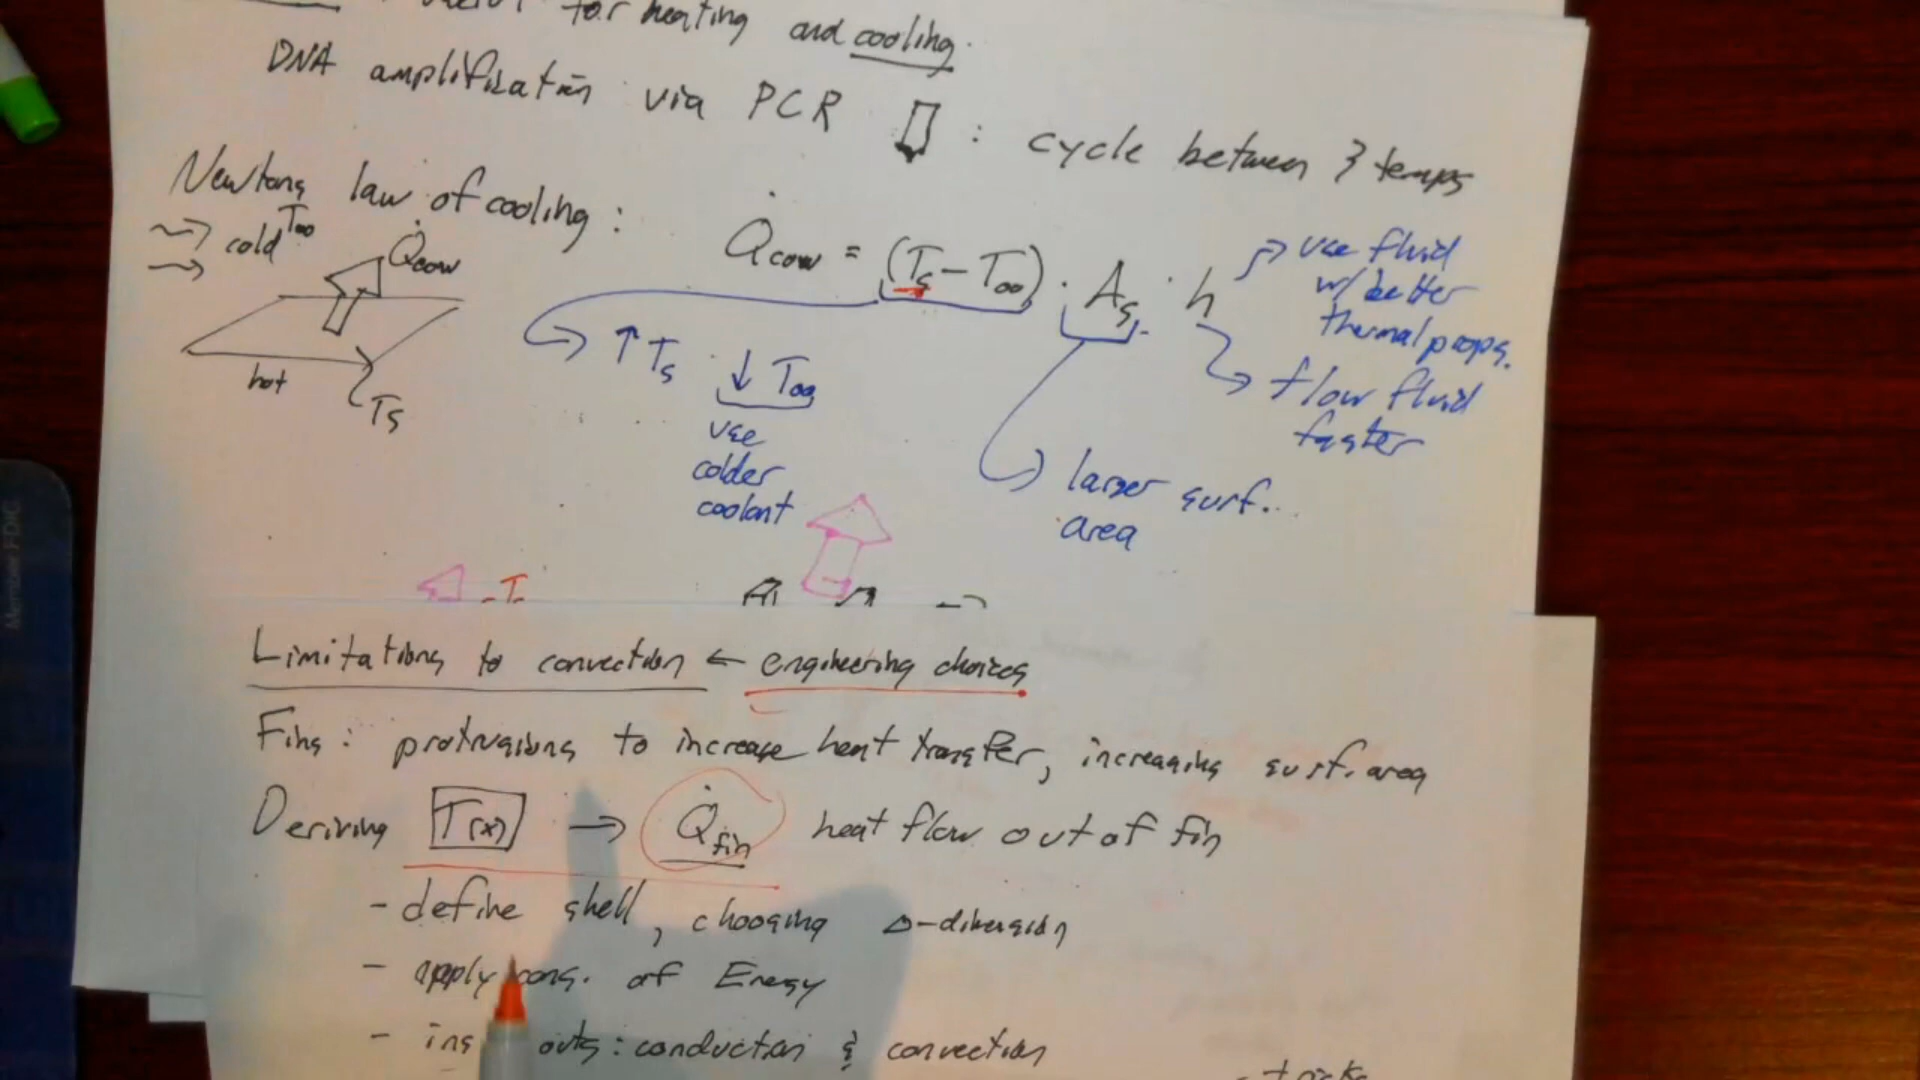 for heating and cooling.
DNA amplification via PCR : cycle between 3 temps
Newtons law of cooling : Q̇conv = (Ts – T∞) · As · h
cold T∞
Q̇conv
hot
Ts
↑ Ts ↓ T∞
use
colder
coolant
larger surf.
area
use fluid
w/ better
thermal props.
flow fluid
faster
Limitations to convection ← engineering choices
Fins : protrusions to increase heat transfer, increasing surf. area
Deriving T(x) → Q̇fin heat flow out of fin
- define shell, choosing Δ-dimension
- apply cons. of Energy
- ins outs : conduction & convection
Member FDIC